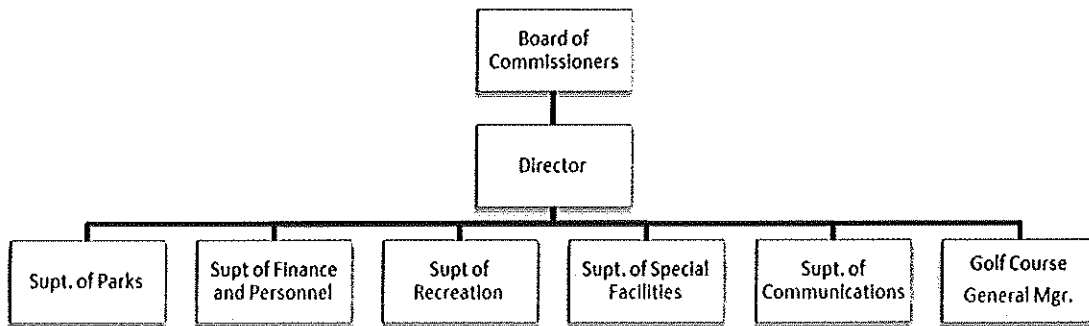 Board of
Commissioners
Director
Supt. of Parks
Supt of Finance
and Personnel
Supt of
Recreation
Supt. of Special
Facilities
Supt. of
Communications
Golf Course
General Mgr.